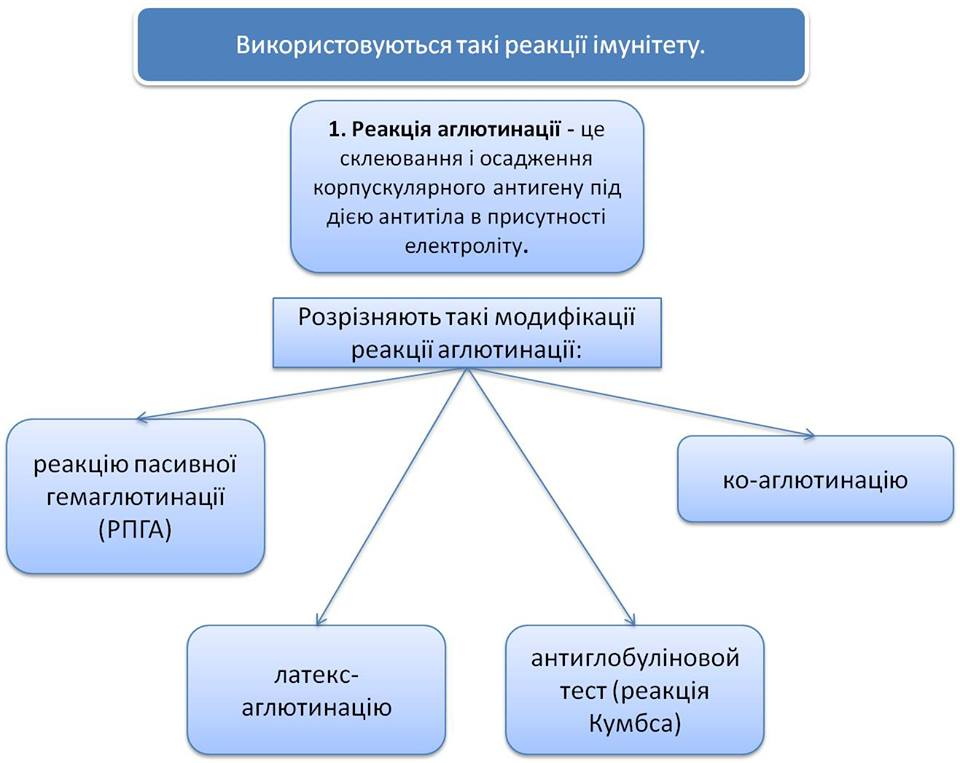 Використовуються такі реакції імунітету.
1. Реакція аглютинації - це
склеювання і осадження
корпускулярного антигену під
дією антитіла в присутності
електроліту.
Розрізняють такі модифікації
реакції аглютинації:
реакцію пасивної
гемаглютинації
(РПГА)
ко-аглютинацію
латекс-
аглютинацію
антиглобуліновой
тест (реакція
Кумбса)